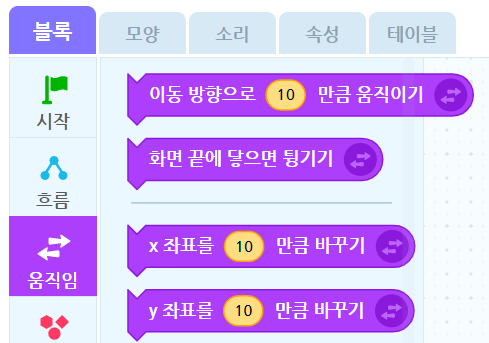 블록 모양 소리 속성 테이블
시작
흐름
움직임
이동 방향으로 10 만큼 움직이기
화면 끝에 닿으면 튕기기
x 좌표를 10 만큼 바꾸기
y 좌표를 10 만큼 바꾸기